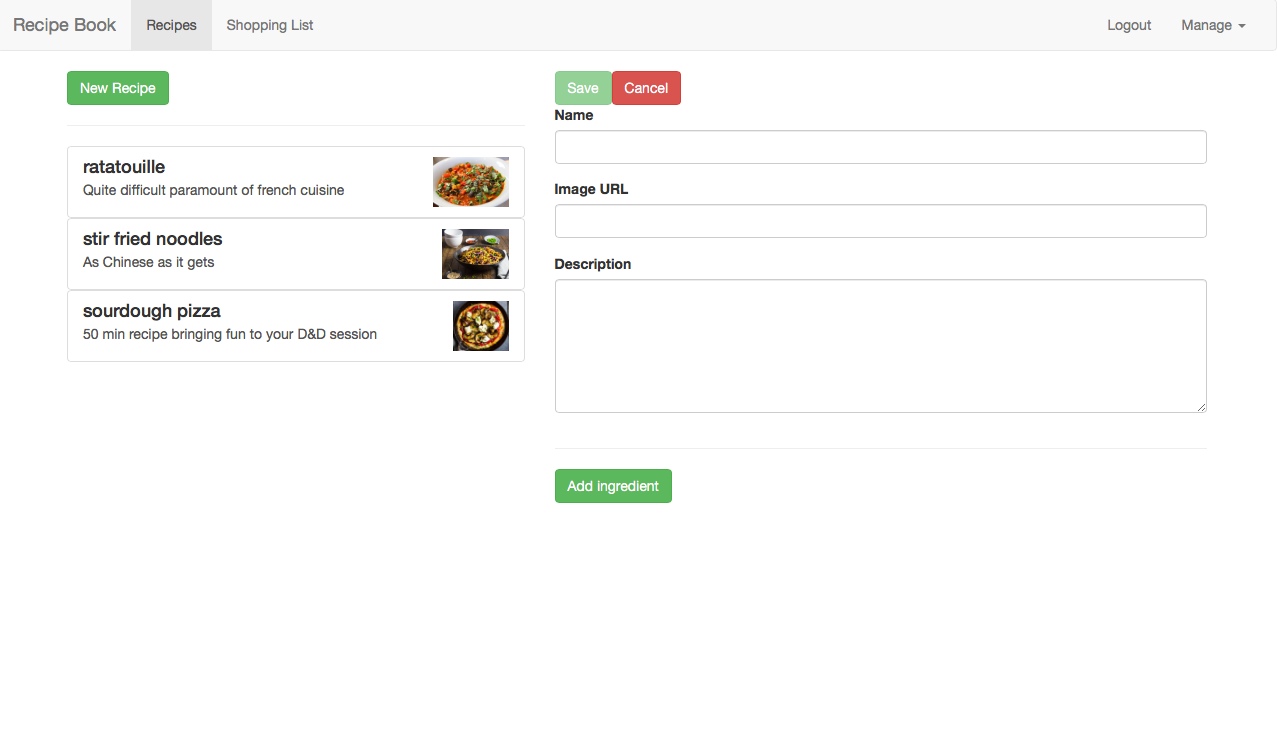 Recipe Book Recipes Shopping List Logout Manage
New Recipe
ratatouille
Quite difficult paramount of french cuisine
stir fried noodles
As Chinese as it gets
sourdough pizza
50 min recipe bringing fun to your D&D session
Save Cancel
Name
Image URL
Description
Add ingredient